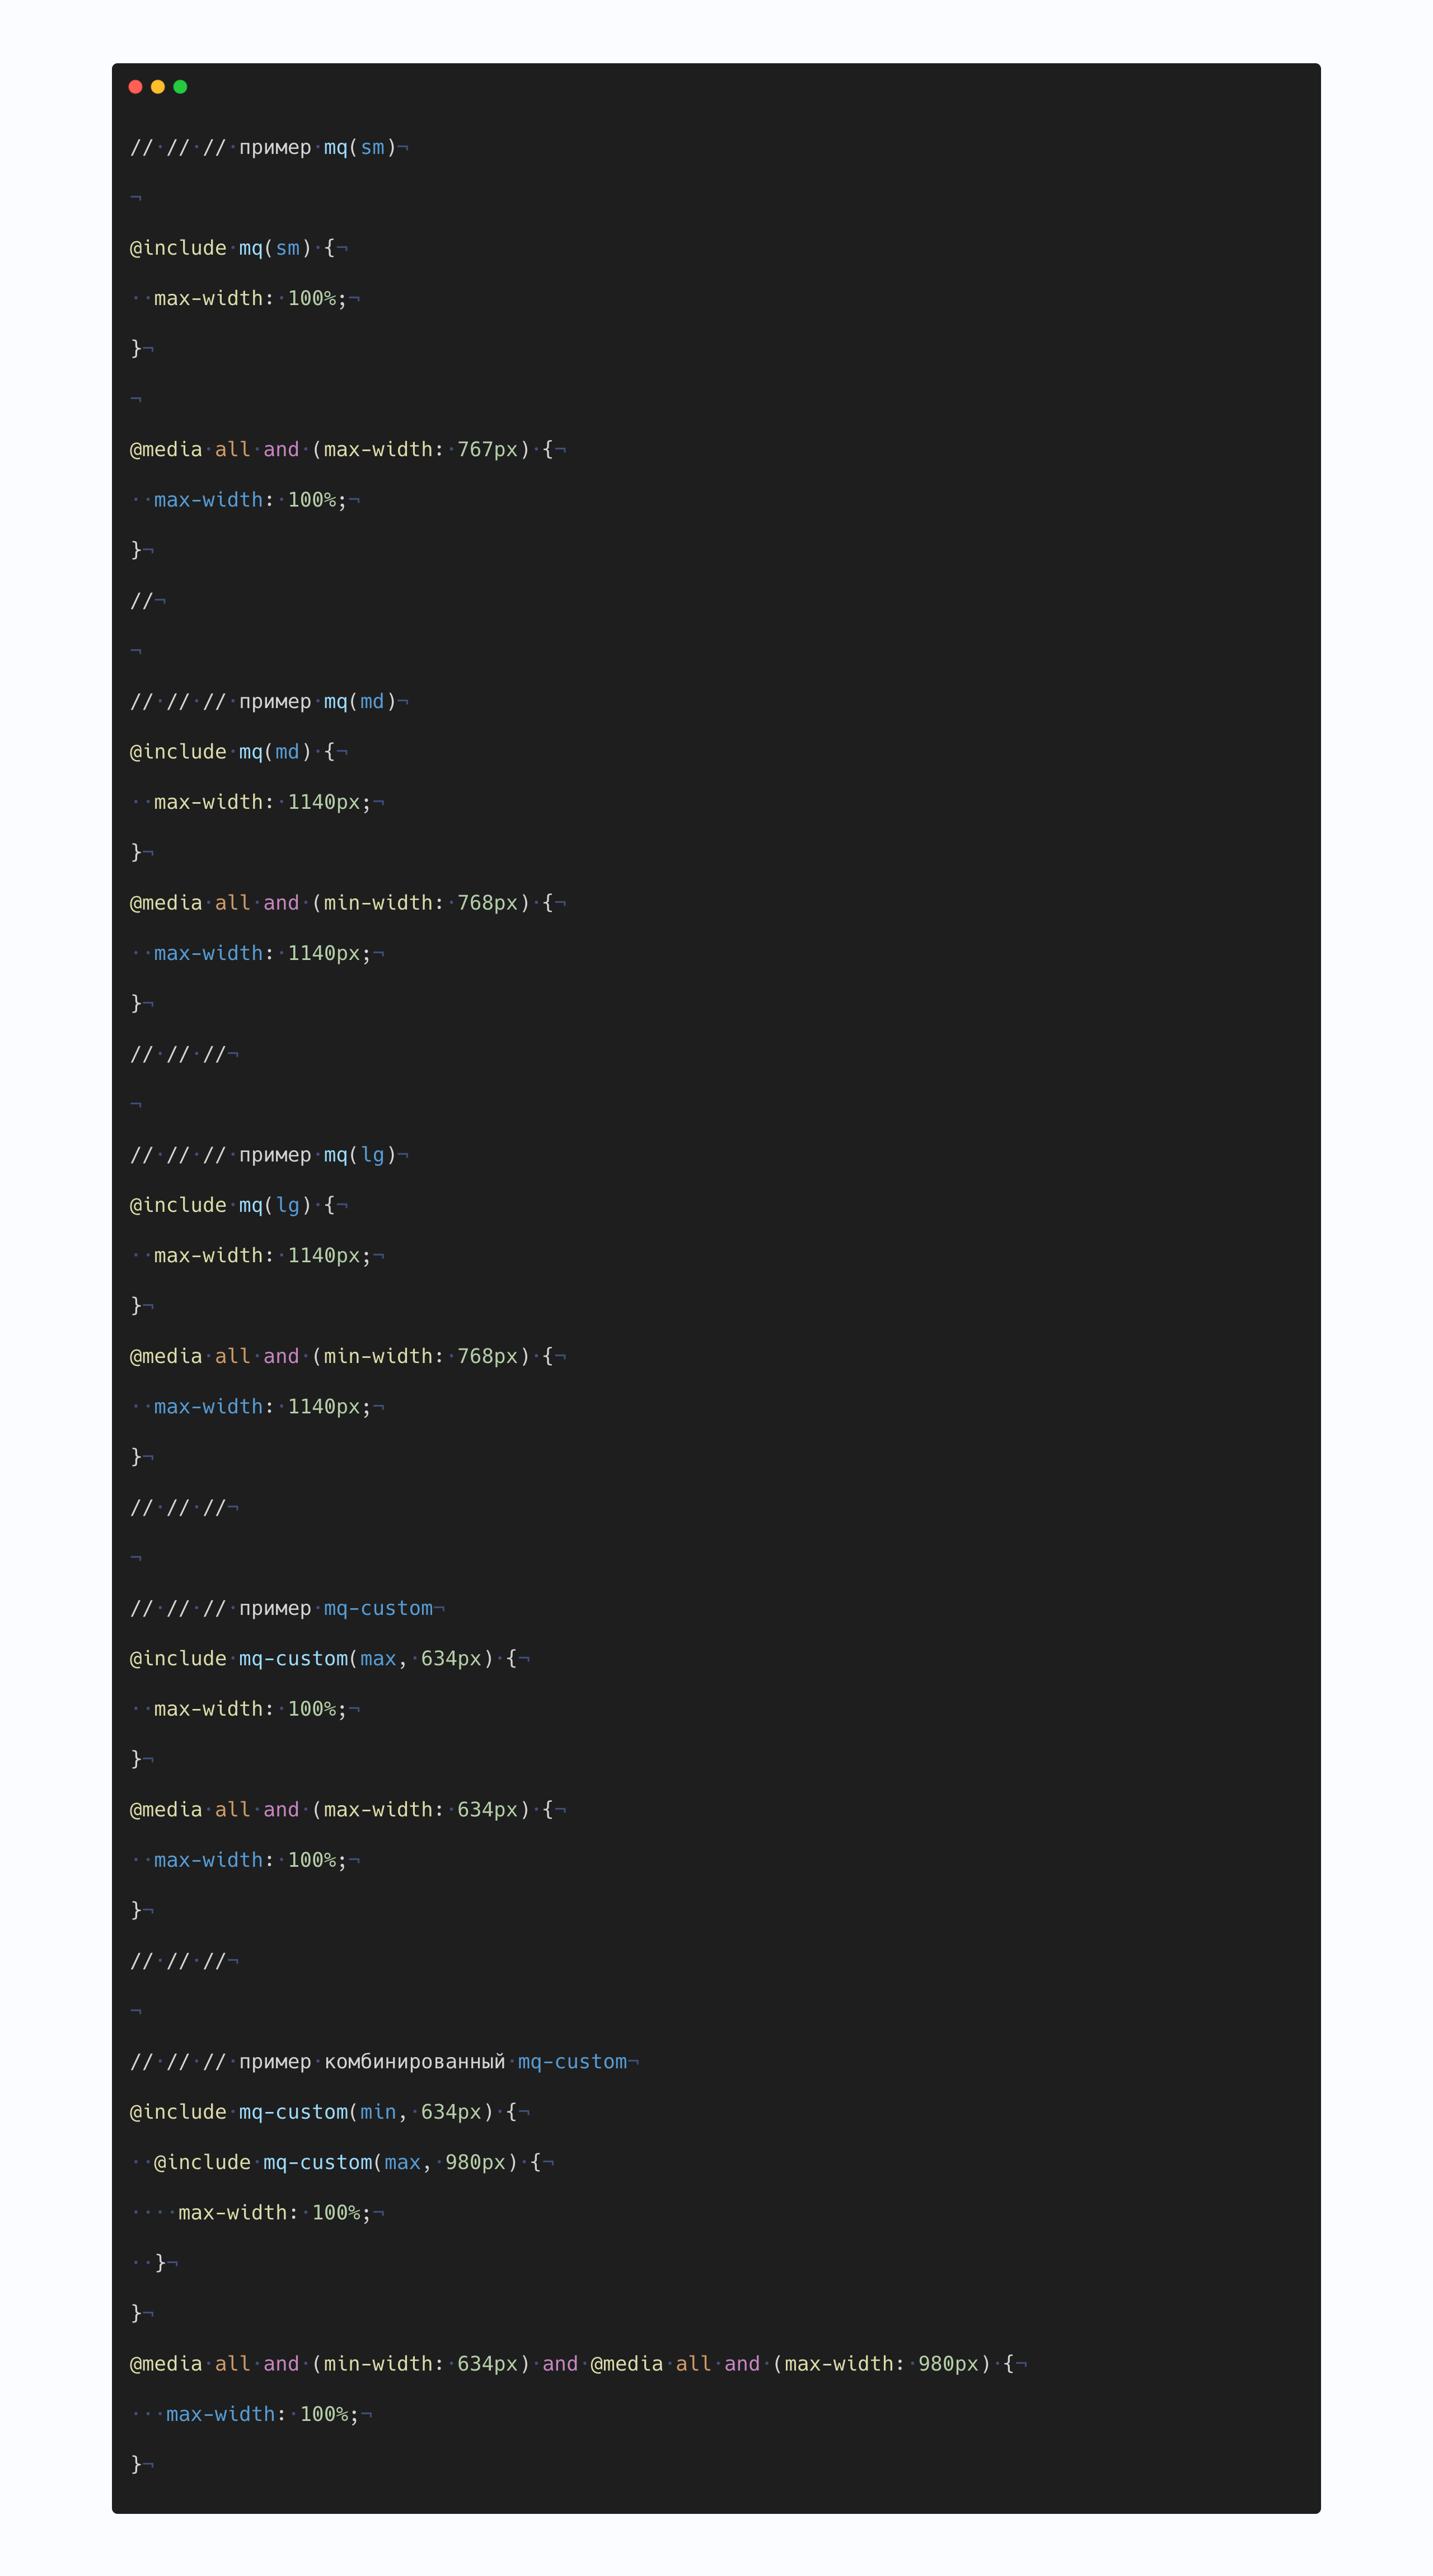 // // // пример mq(sm)¬
¬
@include mq(sm) {¬
  max-width: 100%;¬
}¬
¬
@media all and (max-width: 767px) {¬
  max-width: 100%;¬
}¬
//¬
¬
// // // пример mq(md)¬
@include mq(md) {¬
  max-width: 1140px;¬
}¬
@media all and (min-width: 768px) {¬
  max-width: 1140px;¬
}¬
// // //¬
¬
// // // пример mq(lg)¬
@include mq(lg) {¬
  max-width: 1140px;¬
}¬
@media all and (min-width: 768px) {¬
  max-width: 1140px;¬
}¬
// // //¬
¬
// // // пример mq-custom¬
@include mq-custom(max, 634px) {¬
  max-width: 100%;¬
}¬
@media all and (max-width: 634px) {¬
  max-width: 100%;¬
}¬
// // //¬
¬
// // // пример комбинированный mq-custom¬
@include mq-custom(min, 634px) {¬
  @include mq-custom(max, 980px) {¬
    max-width: 100%;¬
  }¬
}¬
@media all and (min-width: 634px) and @media all and (max-width: 980px) {¬
   max-width: 100%;¬
}¬